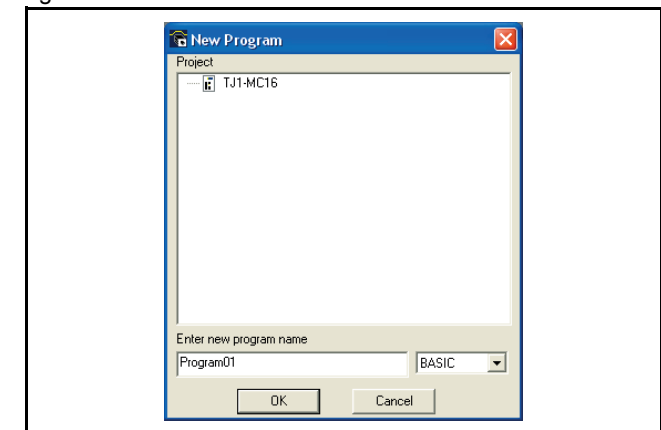 New Program
Project
TJ1-MC16
Enter new program name
Program01
BASIC
OK
Cancel